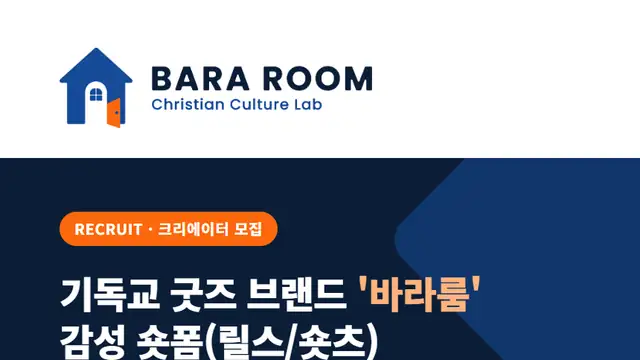 BARA ROOM
Christian Culture Lab
RECRUIT · 크리에이터 모집
기독교 굿즈 브랜드 '바라룸'
감성 숏폼(릴스/숏츠)